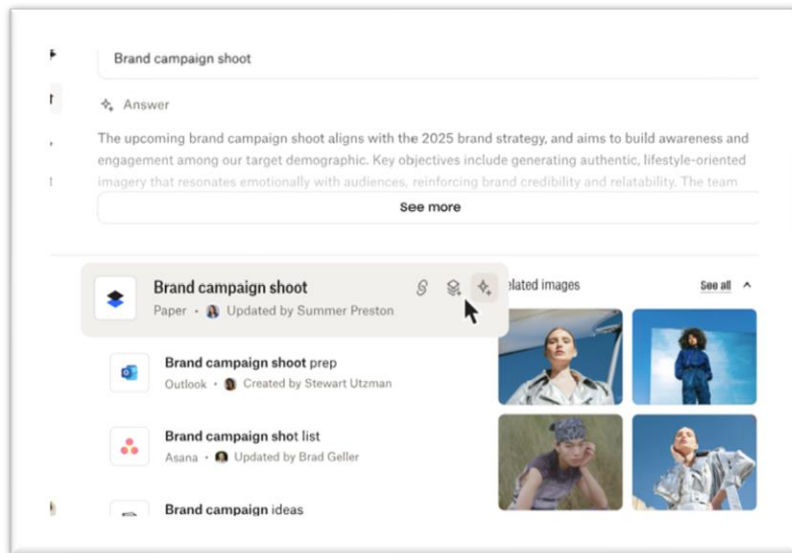 Brand campaign shoot
Answer
The upcoming brand campaign shoot aligns with the 2025 brand strategy, and aims to build awareness and
engagement among our target demographic. Key objectives include generating authentic, lifestyle-oriented
imagery that resonates emotionally with audiences, reinforcing brand credibility and relatability. The team
See more
Brand campaign shoot
Paper • Updated by Summer Preston
Brand campaign shoot prep
Outlook • Created by Stewart Utzman
Brand campaign shot list
Asana • Updated by Brad Geller
Brand campaign ideas
elated images
See all